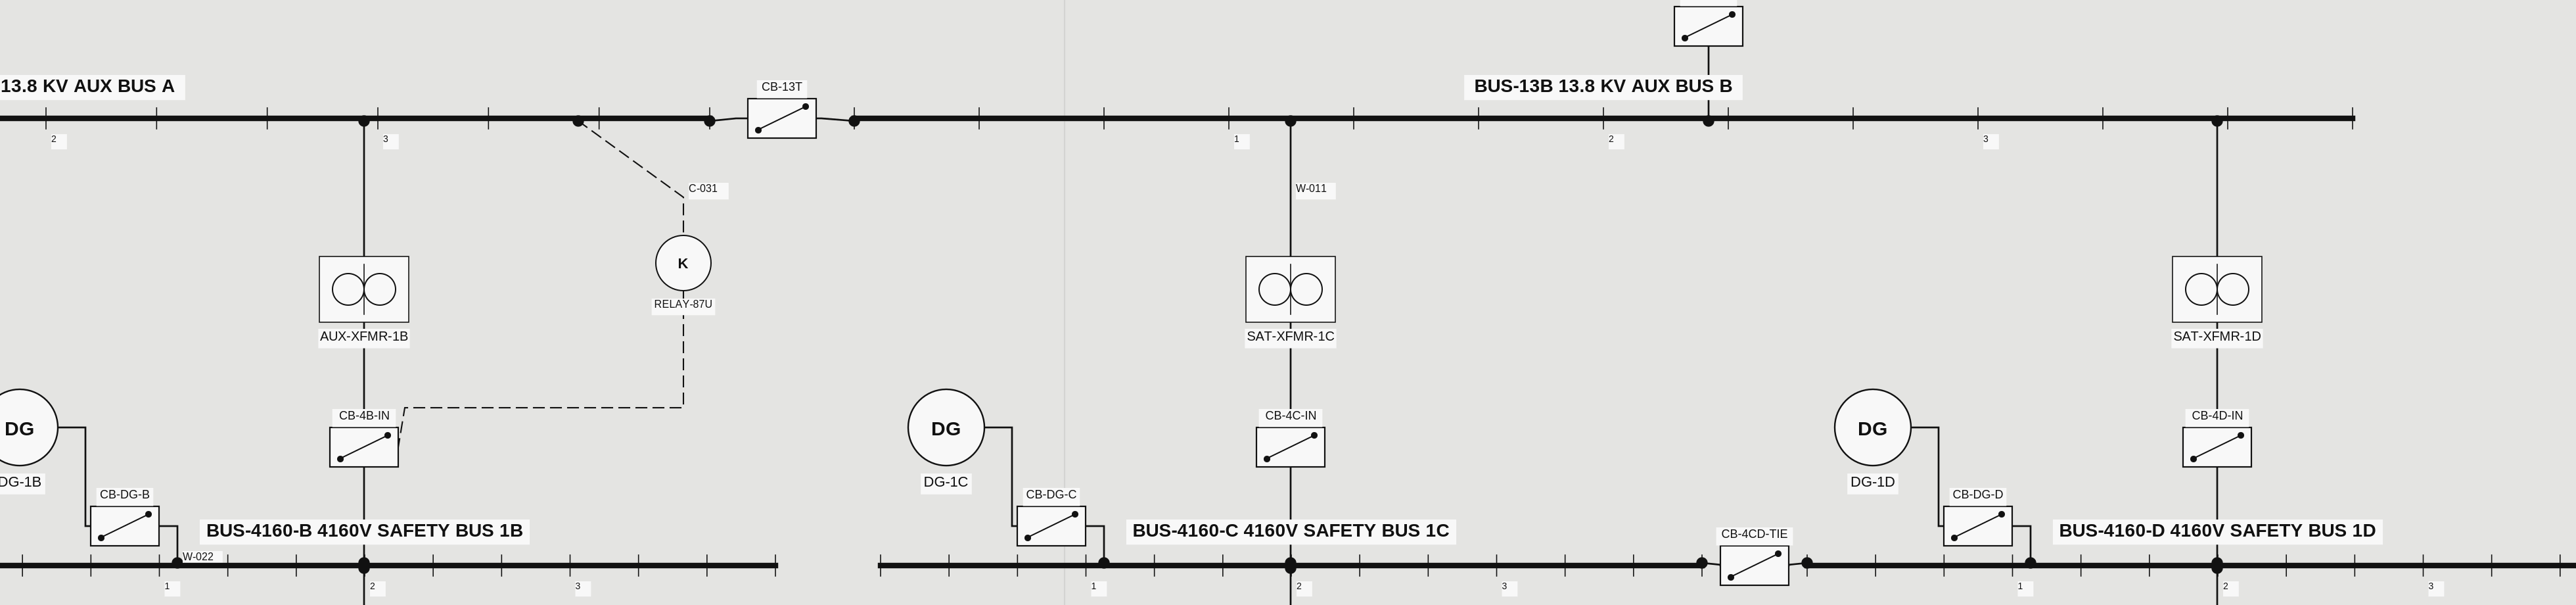 13.8 KV AUX BUS A
CB-13T
BUS-13B 13.8 KV AUX BUS B
2
3
1
2
3
C-031
W-011
K
RELAY-87U
AUX-XFMR-1B
SAT-XFMR-1C
SAT-XFMR-1D
CB-4B-IN
CB-4C-IN
CB-4D-IN
DG
DG
DG
DG-1B
DG-1C
DG-1D
CB-DG-B
CB-DG-C
CB-DG-D
BUS-4160-B 4160V SAFETY BUS 1B
BUS-4160-C 4160V SAFETY BUS 1C
CB-4CD-TIE
BUS-4160-D 4160V SAFETY BUS 1D
W-022
1
2
3
1
2
3
1
2
3